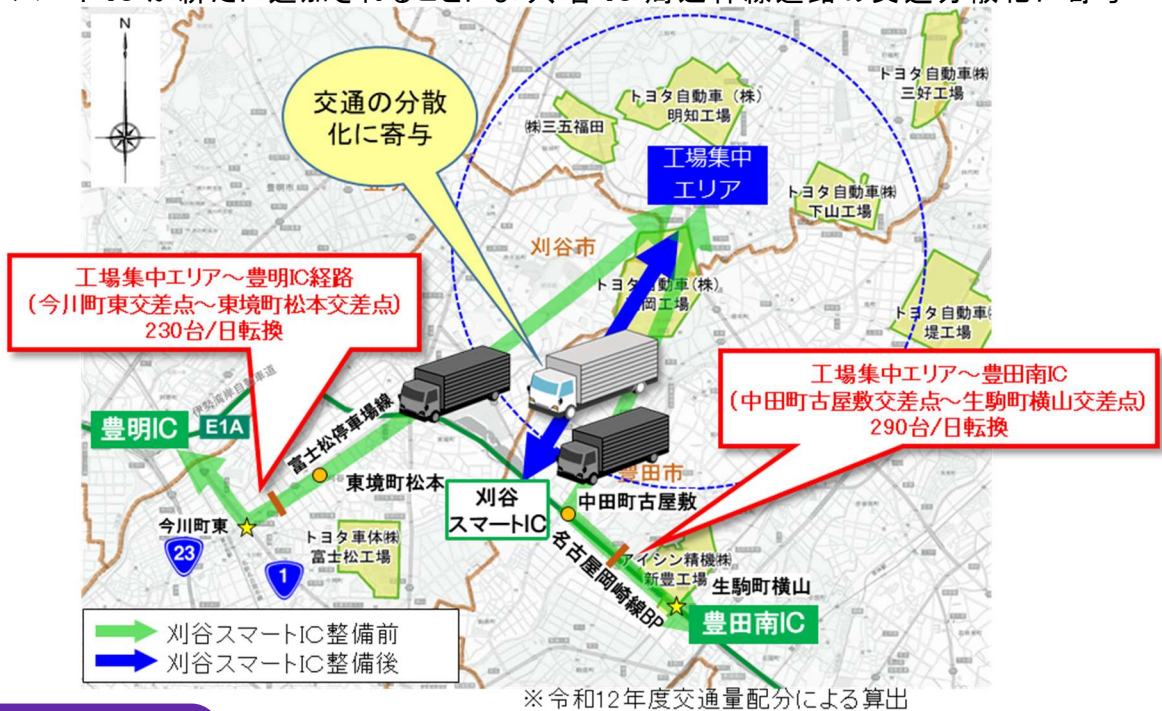 N
交通の分散
化に寄与
トヨタ自動車㈱
三好工場
トヨタ自動車(株)
明知工場
㈱三五福田
工場集中
エリア
トヨタ自動車㈱
下山工場
刈谷市
豊明市
工場集中エリア～豊明IC経路
(今川町東交差点～東境町松本交差点)
230台/日転換
トヨタ自動車
堤工場
工場集中エリア～豊田南IC
(中田町古屋敷交差点～生駒町横山交差点)
290台/日転換
伊勢湾岸自動車道
豊明IC
E1A
富士松停車場線
東境町松本
豊田市
刈谷
スマートIC
中田町古屋敷
今川町東
23
1
トヨタ車体㈱
富士松工場
名古屋岡崎線BP
アイシン精機㈱
新豊工場
生駒町横山
豊田南IC
刈谷スマートIC整備前
刈谷スマートIC整備後
※令和12年度交通量配分による算出